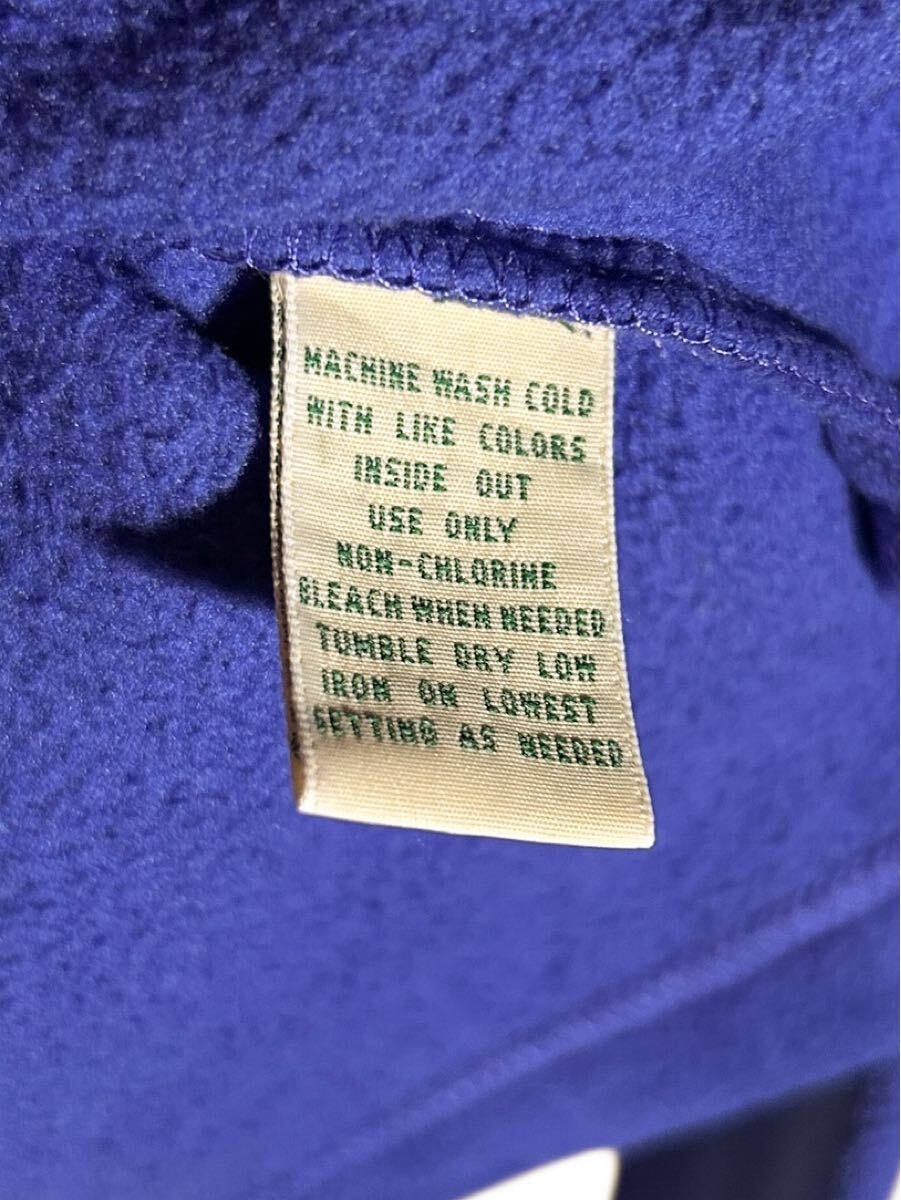 MACHINE WASH COLD
WITH LIKE COLORS
INSIDE OUT
USE ONLY
NON-CHLORINE
BLEACH WHEN NEEDED
TUMBLE DRY LOW
IRON ON LOWEST
SETTING AS NEEDED